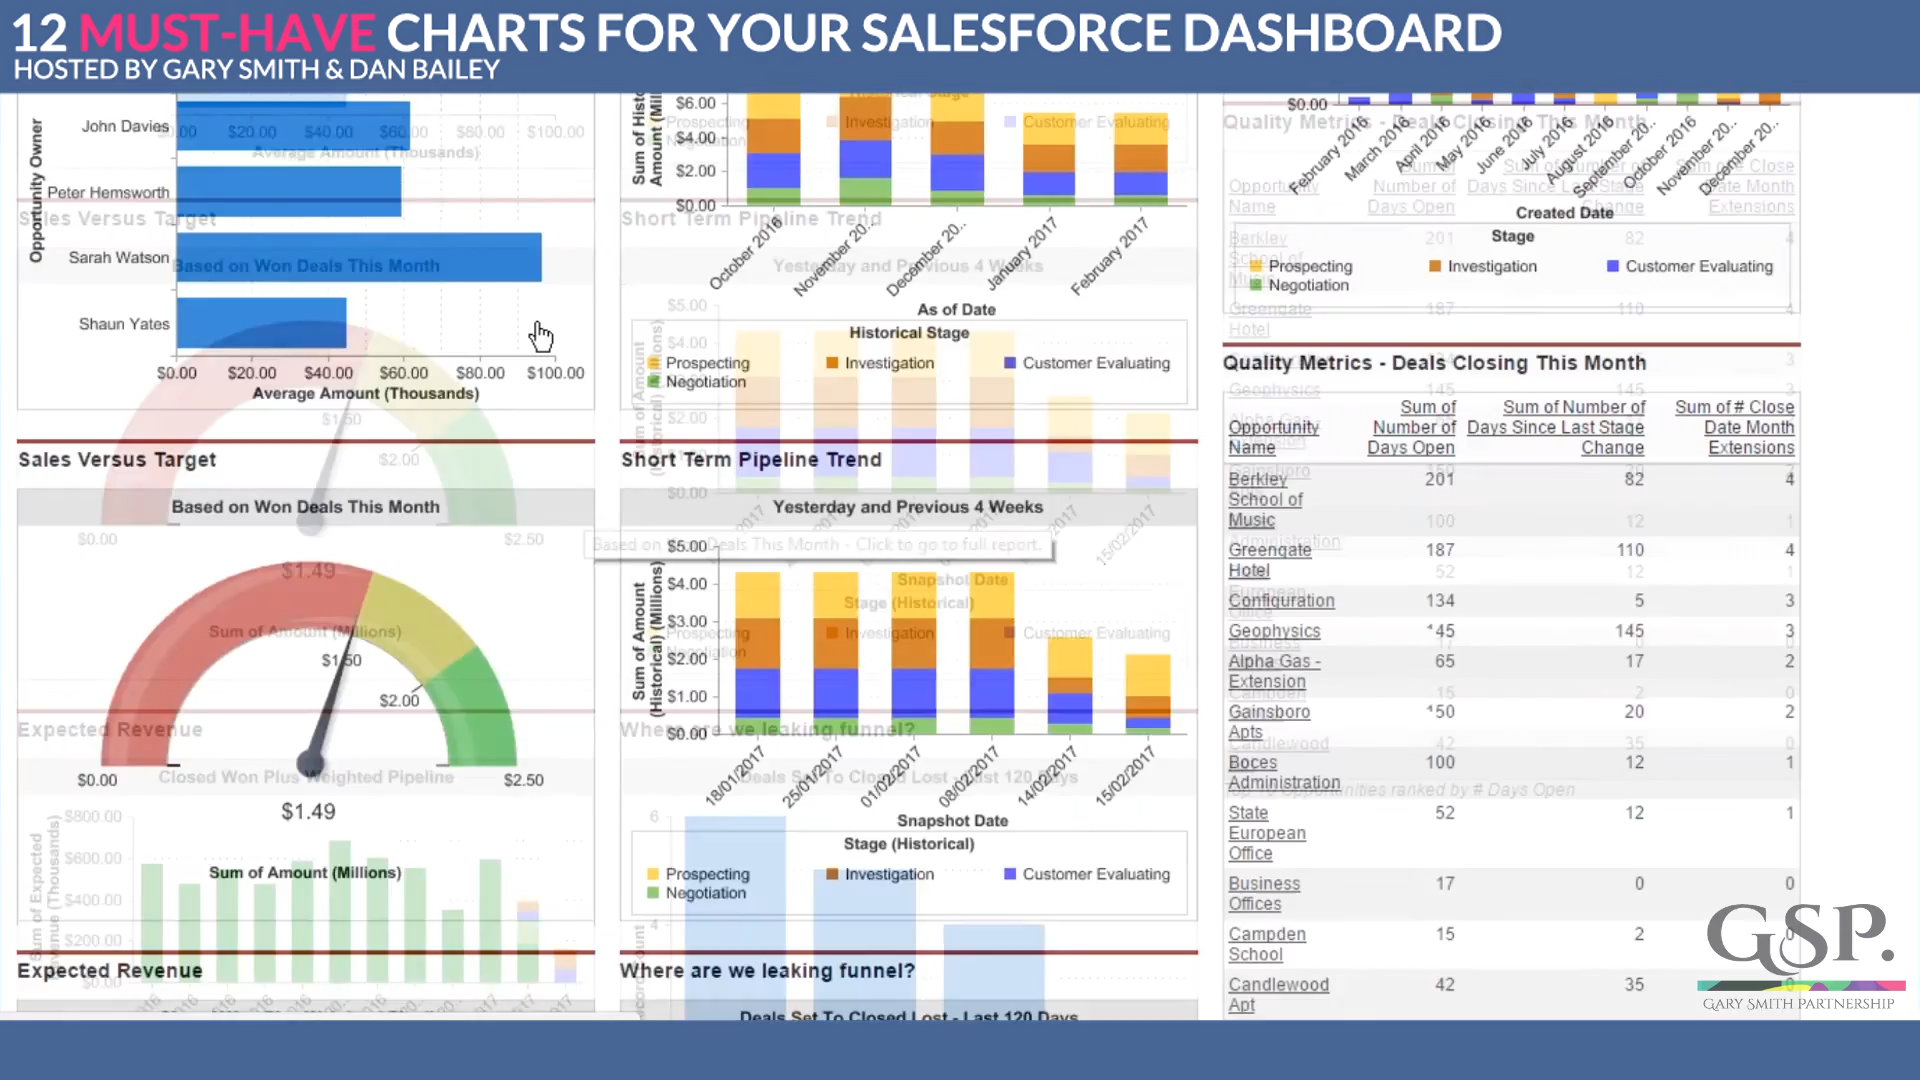 12 MUST-HAVE CHARTS FOR YOUR SALESFORCE DASHBOARD
HOSTED BY GARY SMITH & DAN BAILEY
Opportunity Owner
John Davies
Peter Hemsworth
Sarah Watson
Shaun Yates
$0.00 $20.00 $40.00 $60.00 $80.00 $100.00
Average Amount (Thousands)
Sales Versus Target
Based on Won Deals This Month
$0.00
$1.50
$2.00
$2.50
$1.49
Sum of Amount (Millions)
Expected Revenue
$6.00
$4.00
$2.00
$0.00
October 2016
November 20..
December 20..
January 2017
February 2017
As of Date
Historical Stage
Prospecting Investigation Customer Evaluating
Negotiation
Short Term Pipeline Trend
Yesterday and Previous 4 Weeks
Sum of Amount
(Historical) (Millions)
$5.00
$4.00
$3.00
$2.00
$1.00
$0.00
18/01/2017
25/01/2017
01/02/2017
08/02/2017
14/02/2017
15/02/2017
Snapshot Date
Stage (Historical)
Prospecting Investigation Customer Evaluating
Negotiation
Where are we leaking funnel?
Deals Set To Closed Lost - Last 120 Days
$0.00
February 2016
March 2016
April 2016
May 2016
June 2016
July 2016
August 2016
September 20..
October 2016
November 20..
December 20..
Created Date
Stage
Prospecting Investigation Customer Evaluating
Negotiation
Quality Metrics - Deals Closing This Month
Opportunity Name
Sum of Number of Days Open
Sum of Number of Days Since Last Stage Change
Sum of # Close Date Month Extensions
Berkley School of Music 201 82 4
Greengate Hotel 187 110 4
Configuration 134 5 3
Geophysics 145 3
Alpha Gas - Extension 65 17 2
Gainsboro Apts 20 2
Boces Administration 100 12 1
State European Office 52 12 1
Business Offices 17 0 0
Campden School 15 2 0
Candlewood Apt 42 35 0
GSP.
GARY SMITH PARTNERSHIP